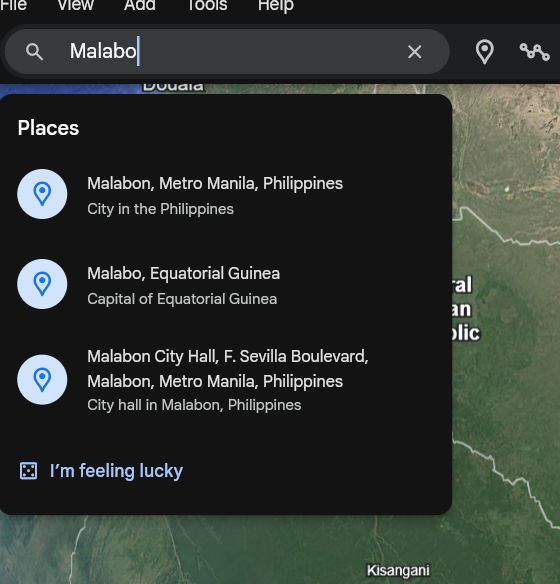 File View Add Tools Help
Malabo
Douala
Places
Malabon, Metro Manila, Philippines
City in the Philippines
Malabo, Equatorial Guinea
Capital of Equatorial Guinea
ral
an
olic
Malabon City Hall, F. Sevilla Boulevard,
Malabon, Metro Manila, Philippines
City hall in Malabon, Philippines
I'm feeling lucky
Kisangani